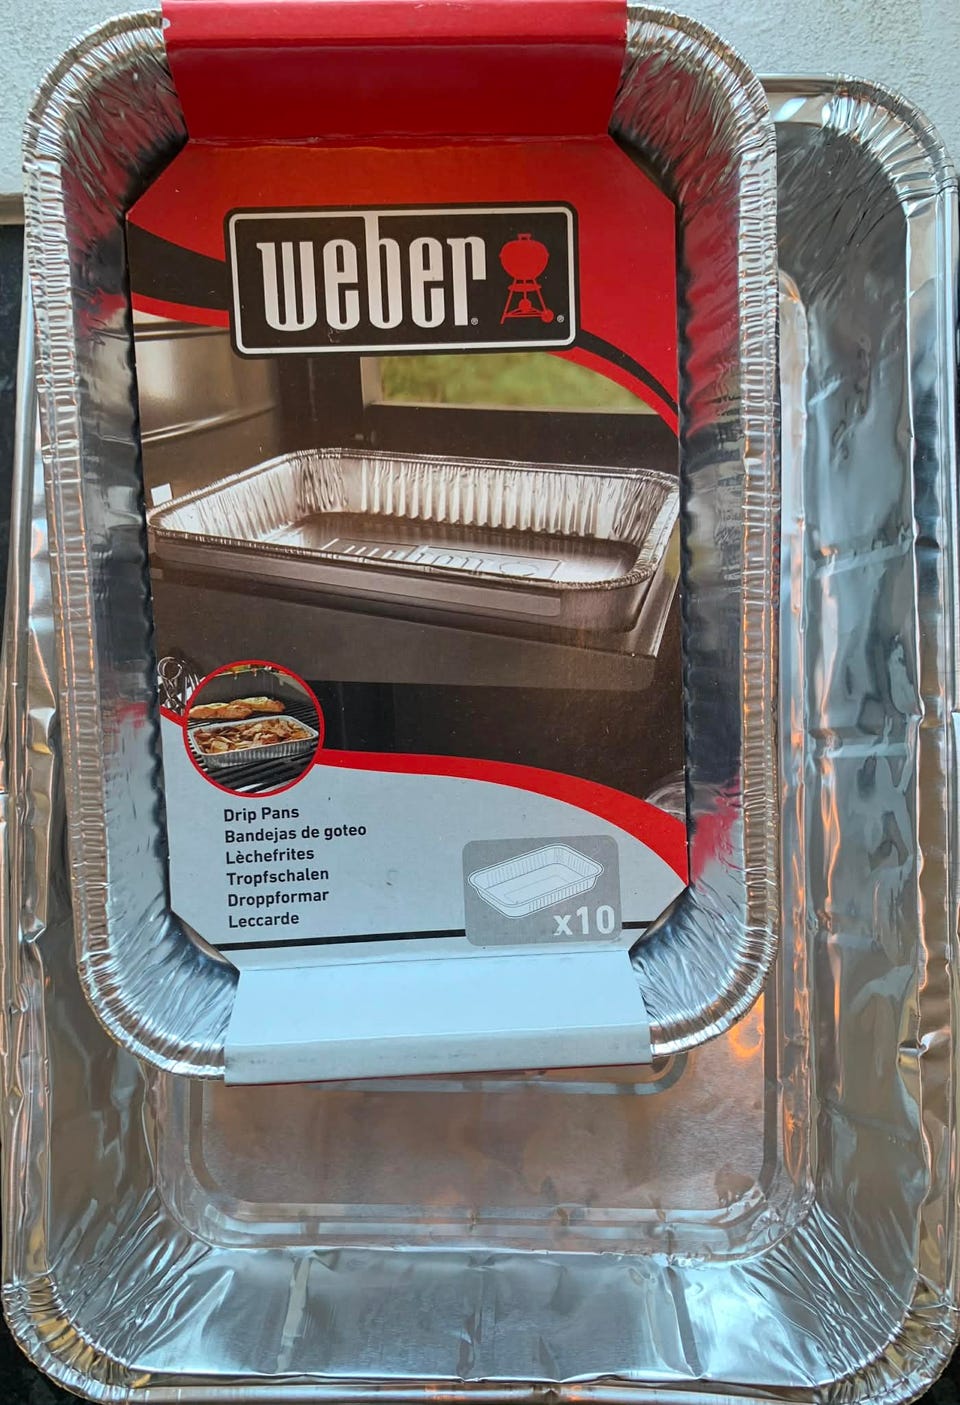 weber
Drip Pans
Bandejas de goteo
Lèchefrites
Tropfschalen
Droppformar
Leccarde
x10